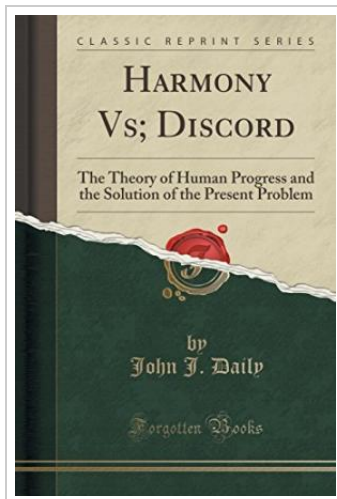 CLASSIC REPRINT SERIES
HARMONY
VS; DISCORD
The Theory of Human Progress and
the Solution of the Present Problem
by
John J. Daily
Forgotten Books